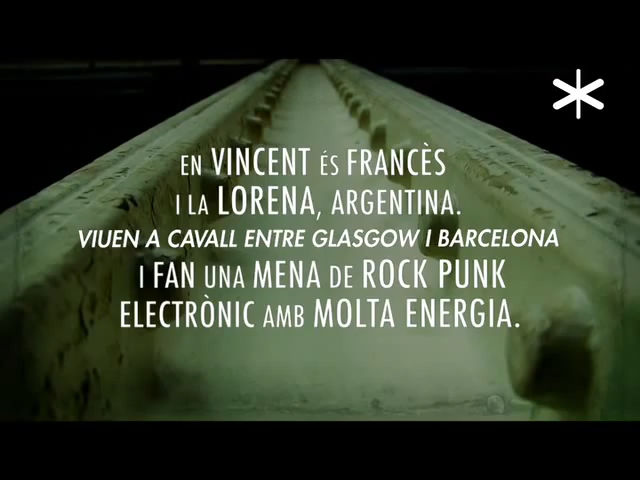 EN VINCENT ÉS FRANCÈS
I LA LORENA, ARGENTINA.
VIUEN A CAVALL ENTRE GLASGOW I BARCELONA
I FAN UNA MENA DE ROCK PUNK
ELECTRÒNIC AMB MOLTA ENERGIA.